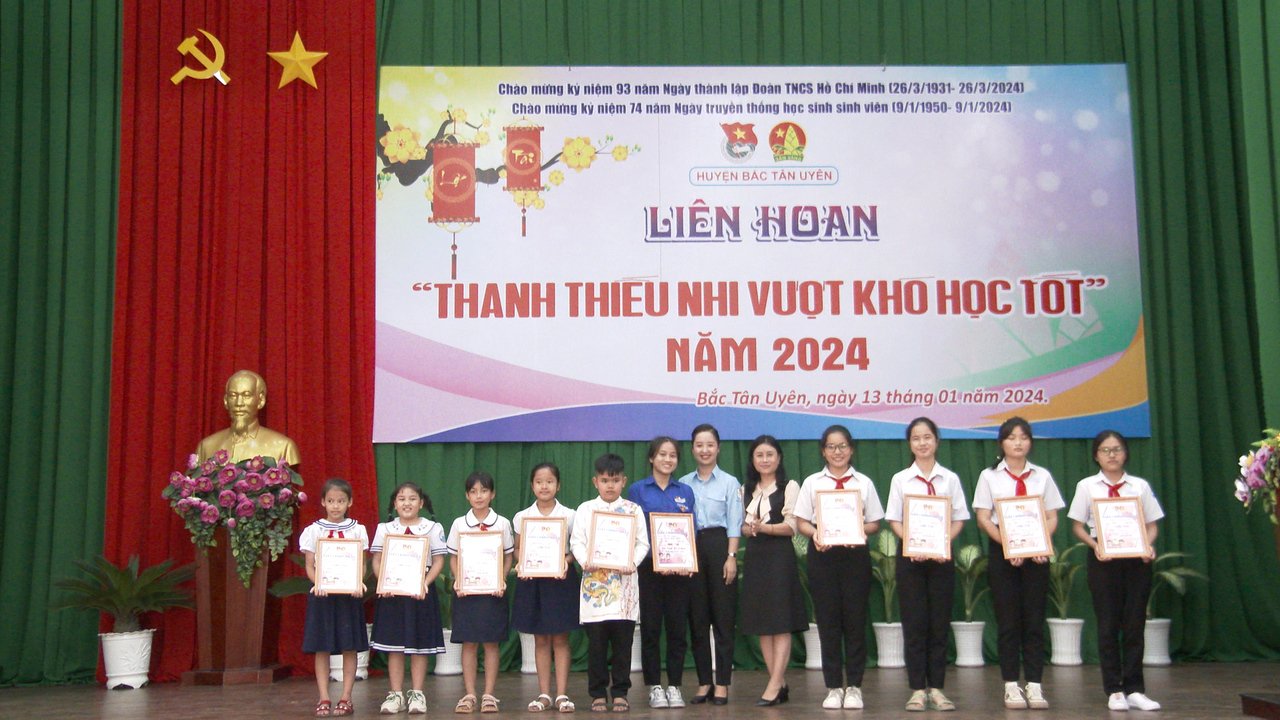 Chào mừng kỷ niệm 93 năm Ngày thành lập Đoàn TNCS Hồ Chí Minh (26/3/1931- 26/3/2024)
Chào mừng kỷ niệm 74 năm Ngày truyền thống học sinh sinh viên (9/1/1950- 9/1/2024)
Lộc
Tài
HUYỆN BẮC TÂN UYÊN
LIÊN HOAN
“THANH THIẾU NHI VƯỢT KHÓ HỌC TỐT”
NĂM 2024
Bắc Tân Uyên, ngày 13 tháng 01 năm 2024.